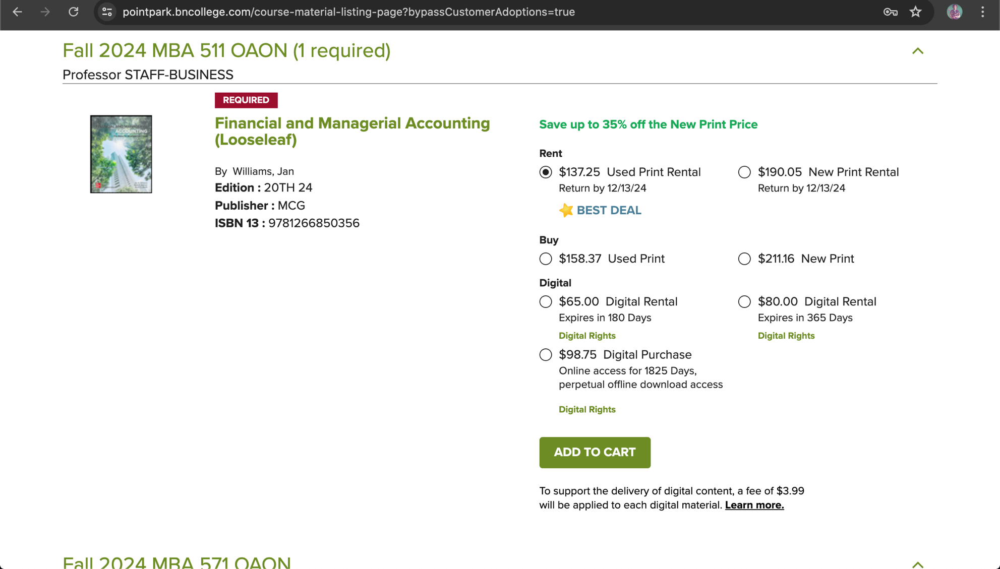 pointpark.bncollege.com/course-material-listing-page?bypassCustomerAdoptions=true
Fall 2024 MBA 511 OAON (1 required)
Professor STAFF-BUSINESS
REQUIRED
ACCOUNTING
Financial and Managerial Accounting
(Looseleaf)
By Williams, Jan
Edition : 20TH 24
Publisher : MCG
ISBN 13 : 9781266850356
Save up to 35% off the New Print Price
Rent
$137.25 Used Print Rental
Return by 12/13/24
BEST DEAL
$190.05 New Print Rental
Return by 12/13/24
Buy
$158.37 Used Print
$211.16 New Print
Digital
$65.00 Digital Rental
Expires in 180 Days
Digital Rights
$80.00 Digital Rental
Expires in 365 Days
Digital Rights
$98.75 Digital Purchase
Online access for 1825 Days,
perpetual offline download access
Digital Rights
ADD TO CART
To support the delivery of digital content, a fee of $3.99
will be applied to each digital material. Learn more.
Fall 2024 MBA 571 OAON